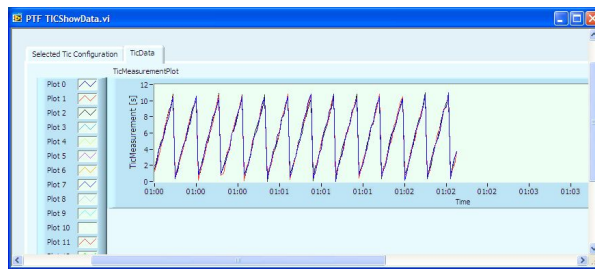 PTF TICShowData.vi
Selected Tic Configuration TicData
TicMeasurementPlot
Plot 0
Plot 1
Plot 2
Plot 3
Plot 4
Plot 5
Plot 6
Plot 7
Plot 8
Plot 9
Plot 10
Plot 11
TicMeasurement [s]
12
10
8
6
4
2
0
01:00 01:00 01:00 01:01 01:01 01:01 01:02 01:02 01:02 01:03 01:03
Time